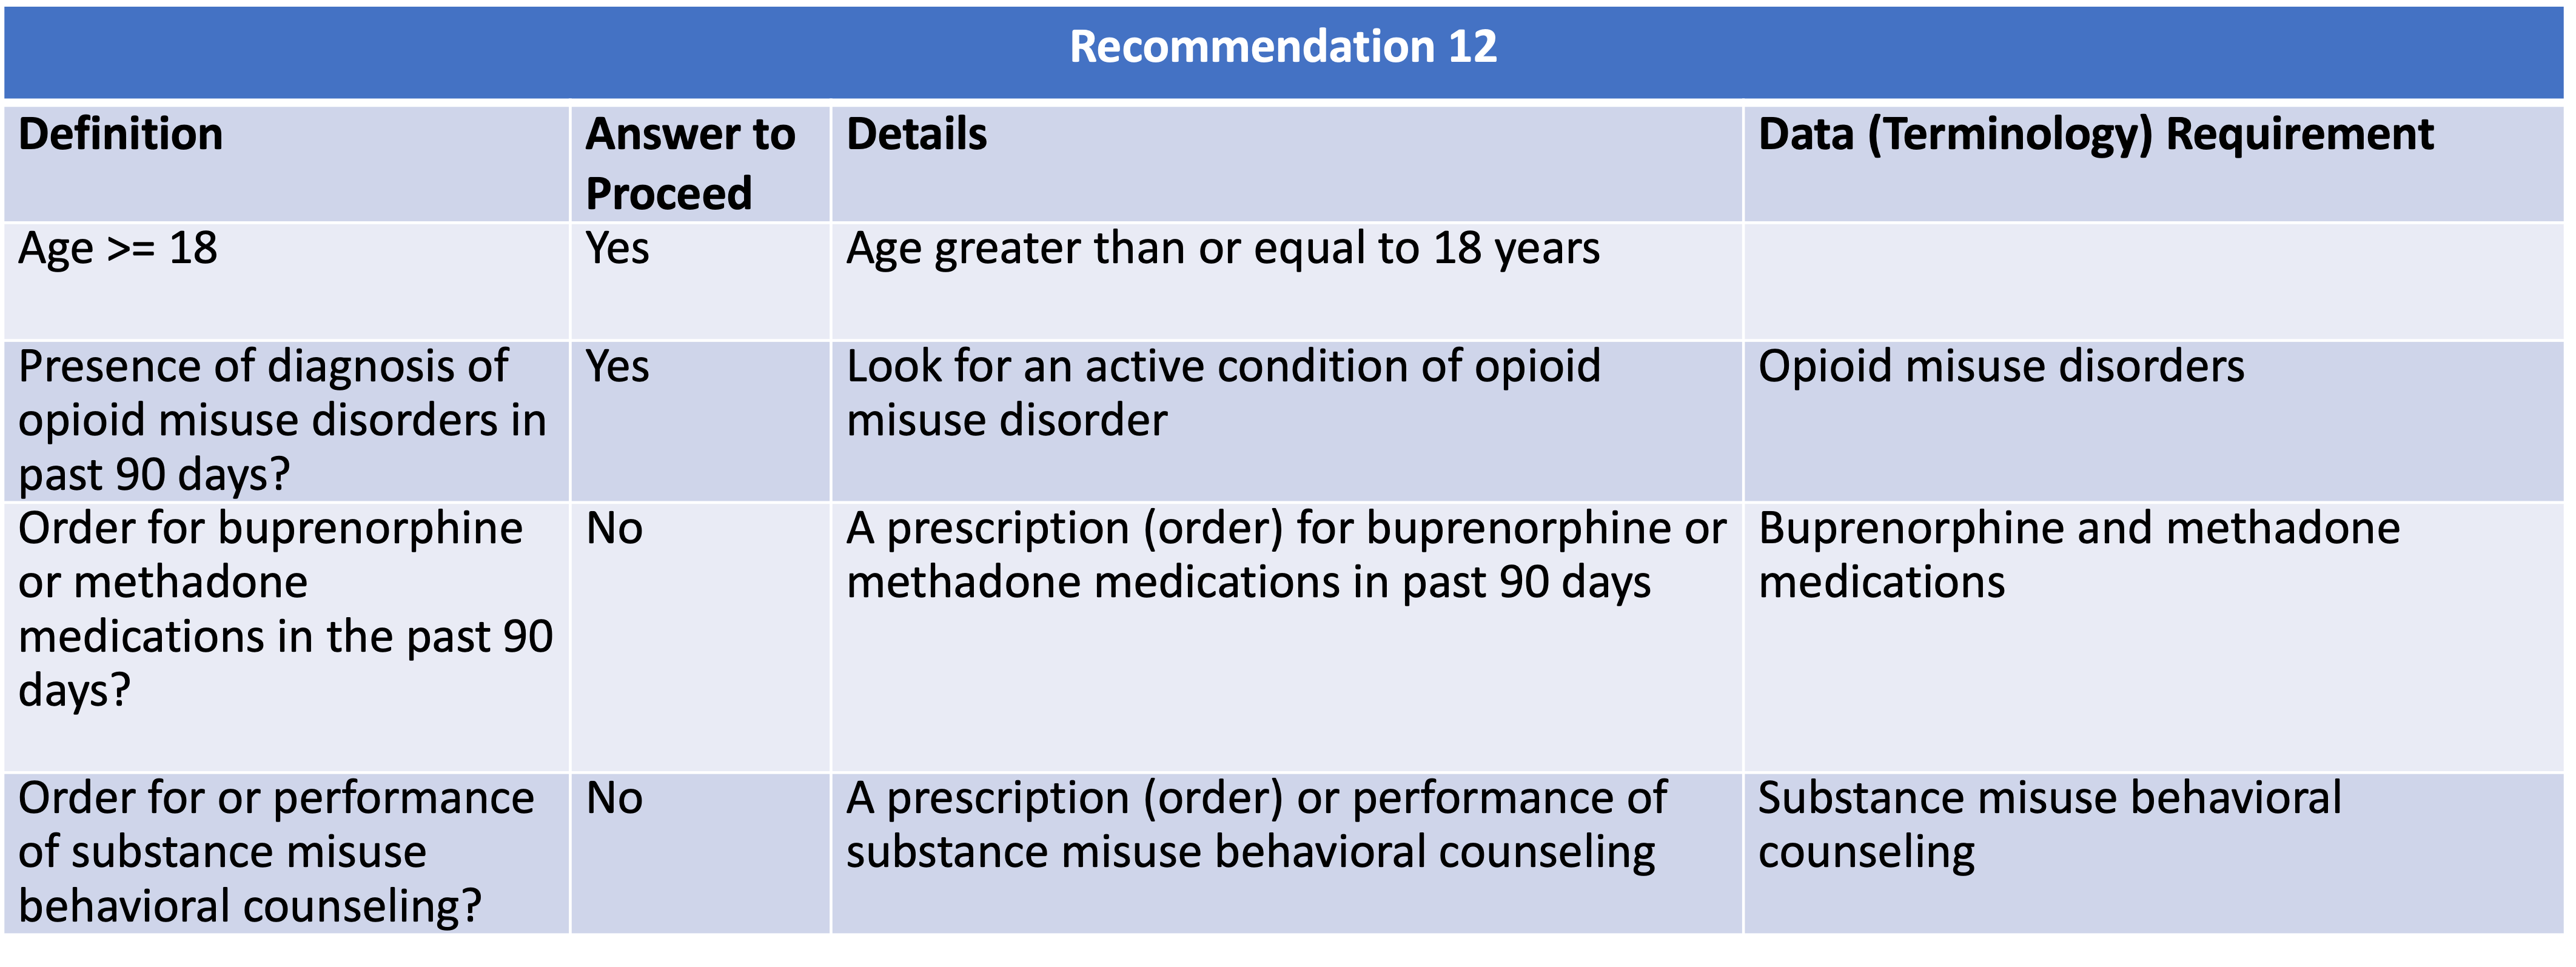 Recommendation 12
Definition
Answer to
Proceed
Details
Data (Terminology) Requirement
Age >= 18
Yes
Age greater than or equal to 18 years
Presence of diagnosis of
opioid misuse disorders in
past 90 days?
Yes
Look for an active condition of opioid
misuse disorder
Opioid misuse disorders
Order for buprenorphine
or methadone
medications in the past 90
days?
No
A prescription (order) for buprenorphine or
methadone medications in past 90 days
Buprenorphine and methadone
medications
Order for or performance
of substance misuse
behavioral counseling?
No
A prescription (order) or performance of
substance misuse behavioral counseling
Substance misuse behavioral
counseling